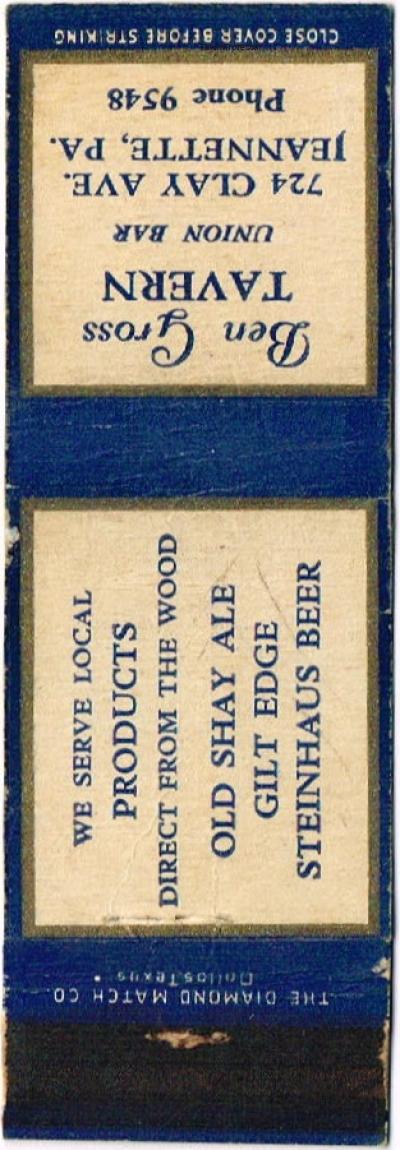 CLOSE COVER BEFORE STRIKING
Ben Gross
TAVERN
UNION BAR
724 CLAY AVE.
JEANNETTE, PA.
Phone 9548
WE SERVE LOCAL
PRODUCTS
DIRECT FROM THE WOOD
OLD SHAY ALE
GILT EDGE
STEINHAUS BEER
THE DIAMOND MATCH CO.
Dallas, Texas